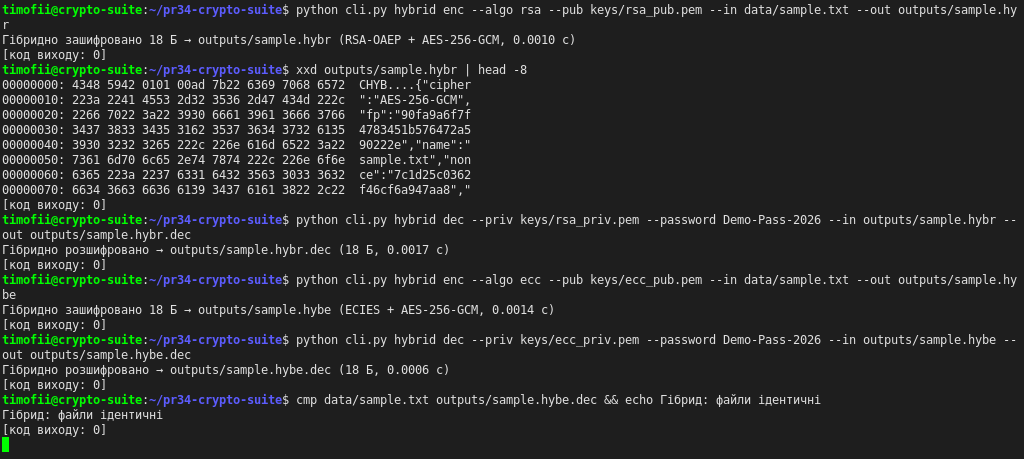 timofii@crypto-suite:~/pr34-crypto-suite$ python cli.py hybrid enc --algo rsa --pub keys/rsa_pub.pem --in data/sample.txt --out outputs/sample.hy
r
Гібридно зашифровано 18 Б → outputs/sample.hybr (RSA-OAEP + AES-256-GCM, 0.0010 с)
[код виходу: 0]
timofii@crypto-suite:~/pr34-crypto-suite$ xxd outputs/sample.hybr | head -8
00000000: 4348 5942 0101 00ad 7b22 6369 7068 6572  CHYB....{"cipher
00000010: 223a 2241 4553 2d32 3536 2d47 434d 222c  ":"AES-256-GCM",
00000020: 2266 7022 3a22 3930 6661 3961 3666 3766  "fp":"90fa9a6f7f
00000030: 3437 3833 3435 3162 3537 3634 3732 6135  4783451b576472a5
00000040: 3930 3232 3265 222c 226e 616d 6522 3a22  90222e","name":"
00000050: 7361 6d70 6c65 2e74 7874 222c 226e 6f6e  sample.txt","non
00000060: 6365 223a 2237 6331 6432 3563 3033 3632  ce":"7c1d25c0362
00000070: 6634 3663 6636 6139 3437 6161 3822 2c22  f46cf6a947aa8","
[код виходу: 0]
timofii@crypto-suite:~/pr34-crypto-suite$ python cli.py hybrid dec --priv keys/rsa_priv.pem --password Demo-Pass-2026 --in outputs/sample.hybr --
out outputs/sample.hybr.dec
Гібридно розшифровано → outputs/sample.hybr.dec (18 Б, 0.0017 с)
[код виходу: 0]
timofii@crypto-suite:~/pr34-crypto-suite$ python cli.py hybrid enc --algo ecc --pub keys/ecc_pub.pem --in data/sample.txt --out outputs/sample.hy
be
Гібридно зашифровано 18 Б → outputs/sample.hybe (ECIES + AES-256-GCM, 0.0014 с)
[код виходу: 0]
timofii@crypto-suite:~/pr34-crypto-suite$ python cli.py hybrid dec --priv keys/ecc_priv.pem --password Demo-Pass-2026 --in outputs/sample.hybe --
out outputs/sample.hybe.dec
Гібридно розшифровано → outputs/sample.hybe.dec (18 Б, 0.0006 с)
[код виходу: 0]
timofii@crypto-suite:~/pr34-crypto-suite$ cmp data/sample.txt outputs/sample.hybe.dec && echo Гібрид: файли ідентичні
Гібрид: файли ідентичні
[код виходу: 0]